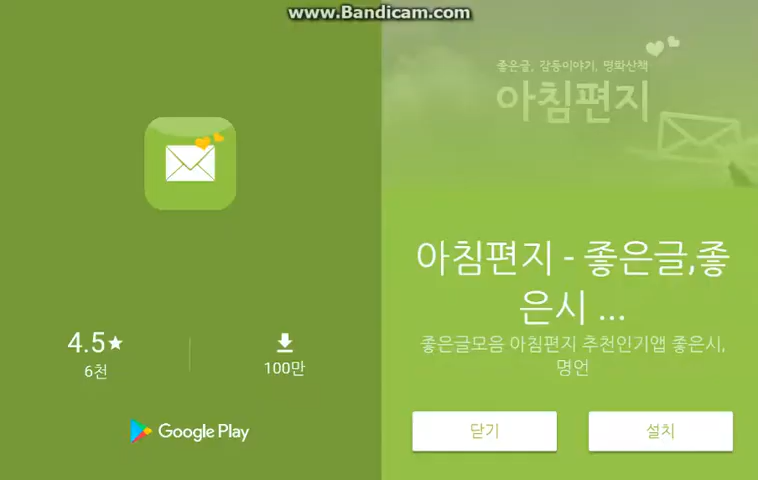 www.Bandicam.com
좋은글, 감동이야기, 명화산책
아침편지
4.5★
6천
100만
Google Play
아침편지 - 좋은글,좋
은시 ...
좋은글모음 아침편지 추천인기앱 좋은시,
명언
닫기
설치